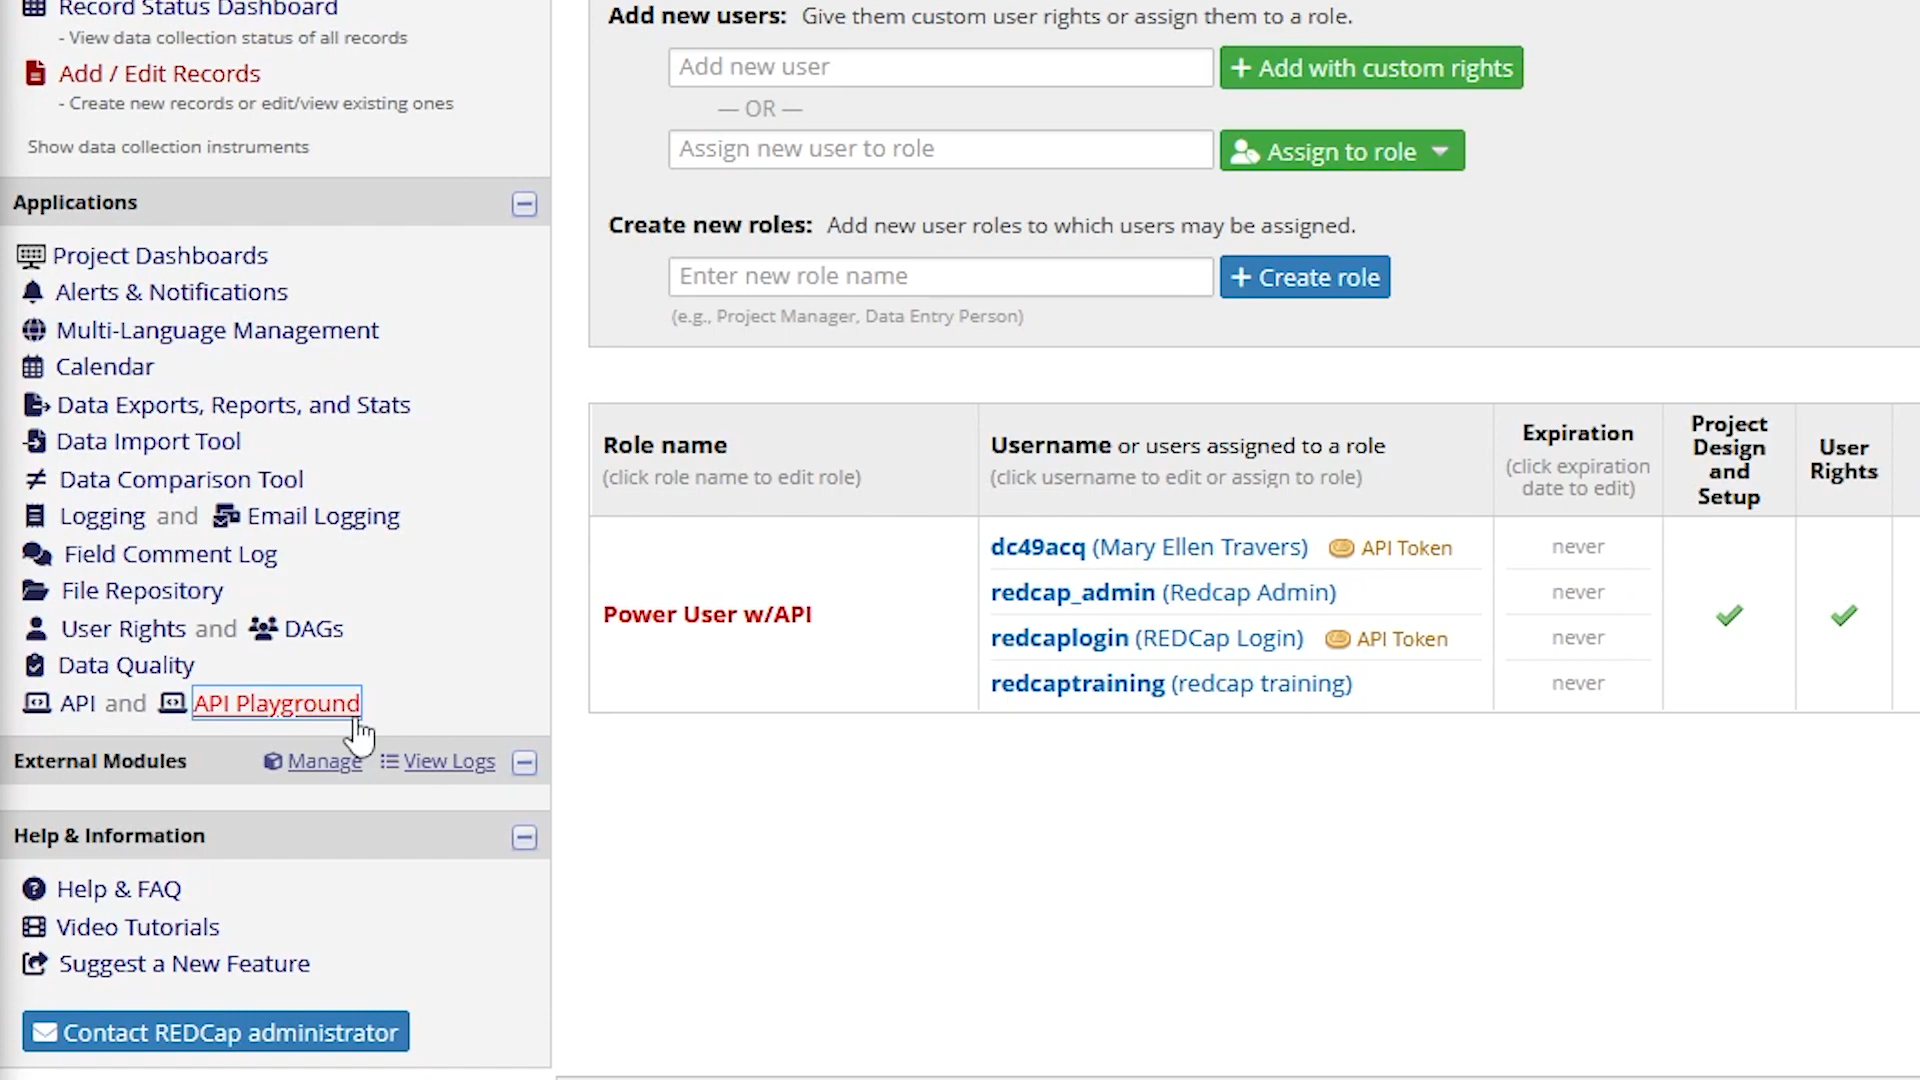 Record Status Dashboard
- View data collection status of all records
Add / Edit Records
- Create new records or edit/view existing ones
Show data collection instruments
Applications
Project Dashboards
Alerts & Notifications
Multi-Language Management
Calendar
Data Exports, Reports, and Stats
Data Import Tool
Data Comparison Tool
Logging and Email Logging
Field Comment Log
File Repository
User Rights and DAGs
Data Quality
API and API Playground
External Modules Manage View Logs
Help & Information
Help & FAQ
Video Tutorials
Suggest a New Feature
Contact REDCap administrator
Add new users: Give them custom user rights or assign them to a role.
Add new user + Add with custom rights
— OR —
Assign new user to role Assign to role
Create new roles: Add new user roles to which users may be assigned.
Enter new role name + Create role
(e.g., Project Manager, Data Entry Person)
Role name
(click role name to edit role)
Username or users assigned to a role
(click username to edit or assign to role)
Expiration
(click expiration
date to edit)
Project
Design
and
Setup
User
Rights
Power User w/API
dc49acq (Mary Ellen Travers) API Token never
redcap_admin (Redcap Admin) never
redcaplogin (REDCap Login) API Token never
redcaptraining (redcap training) never